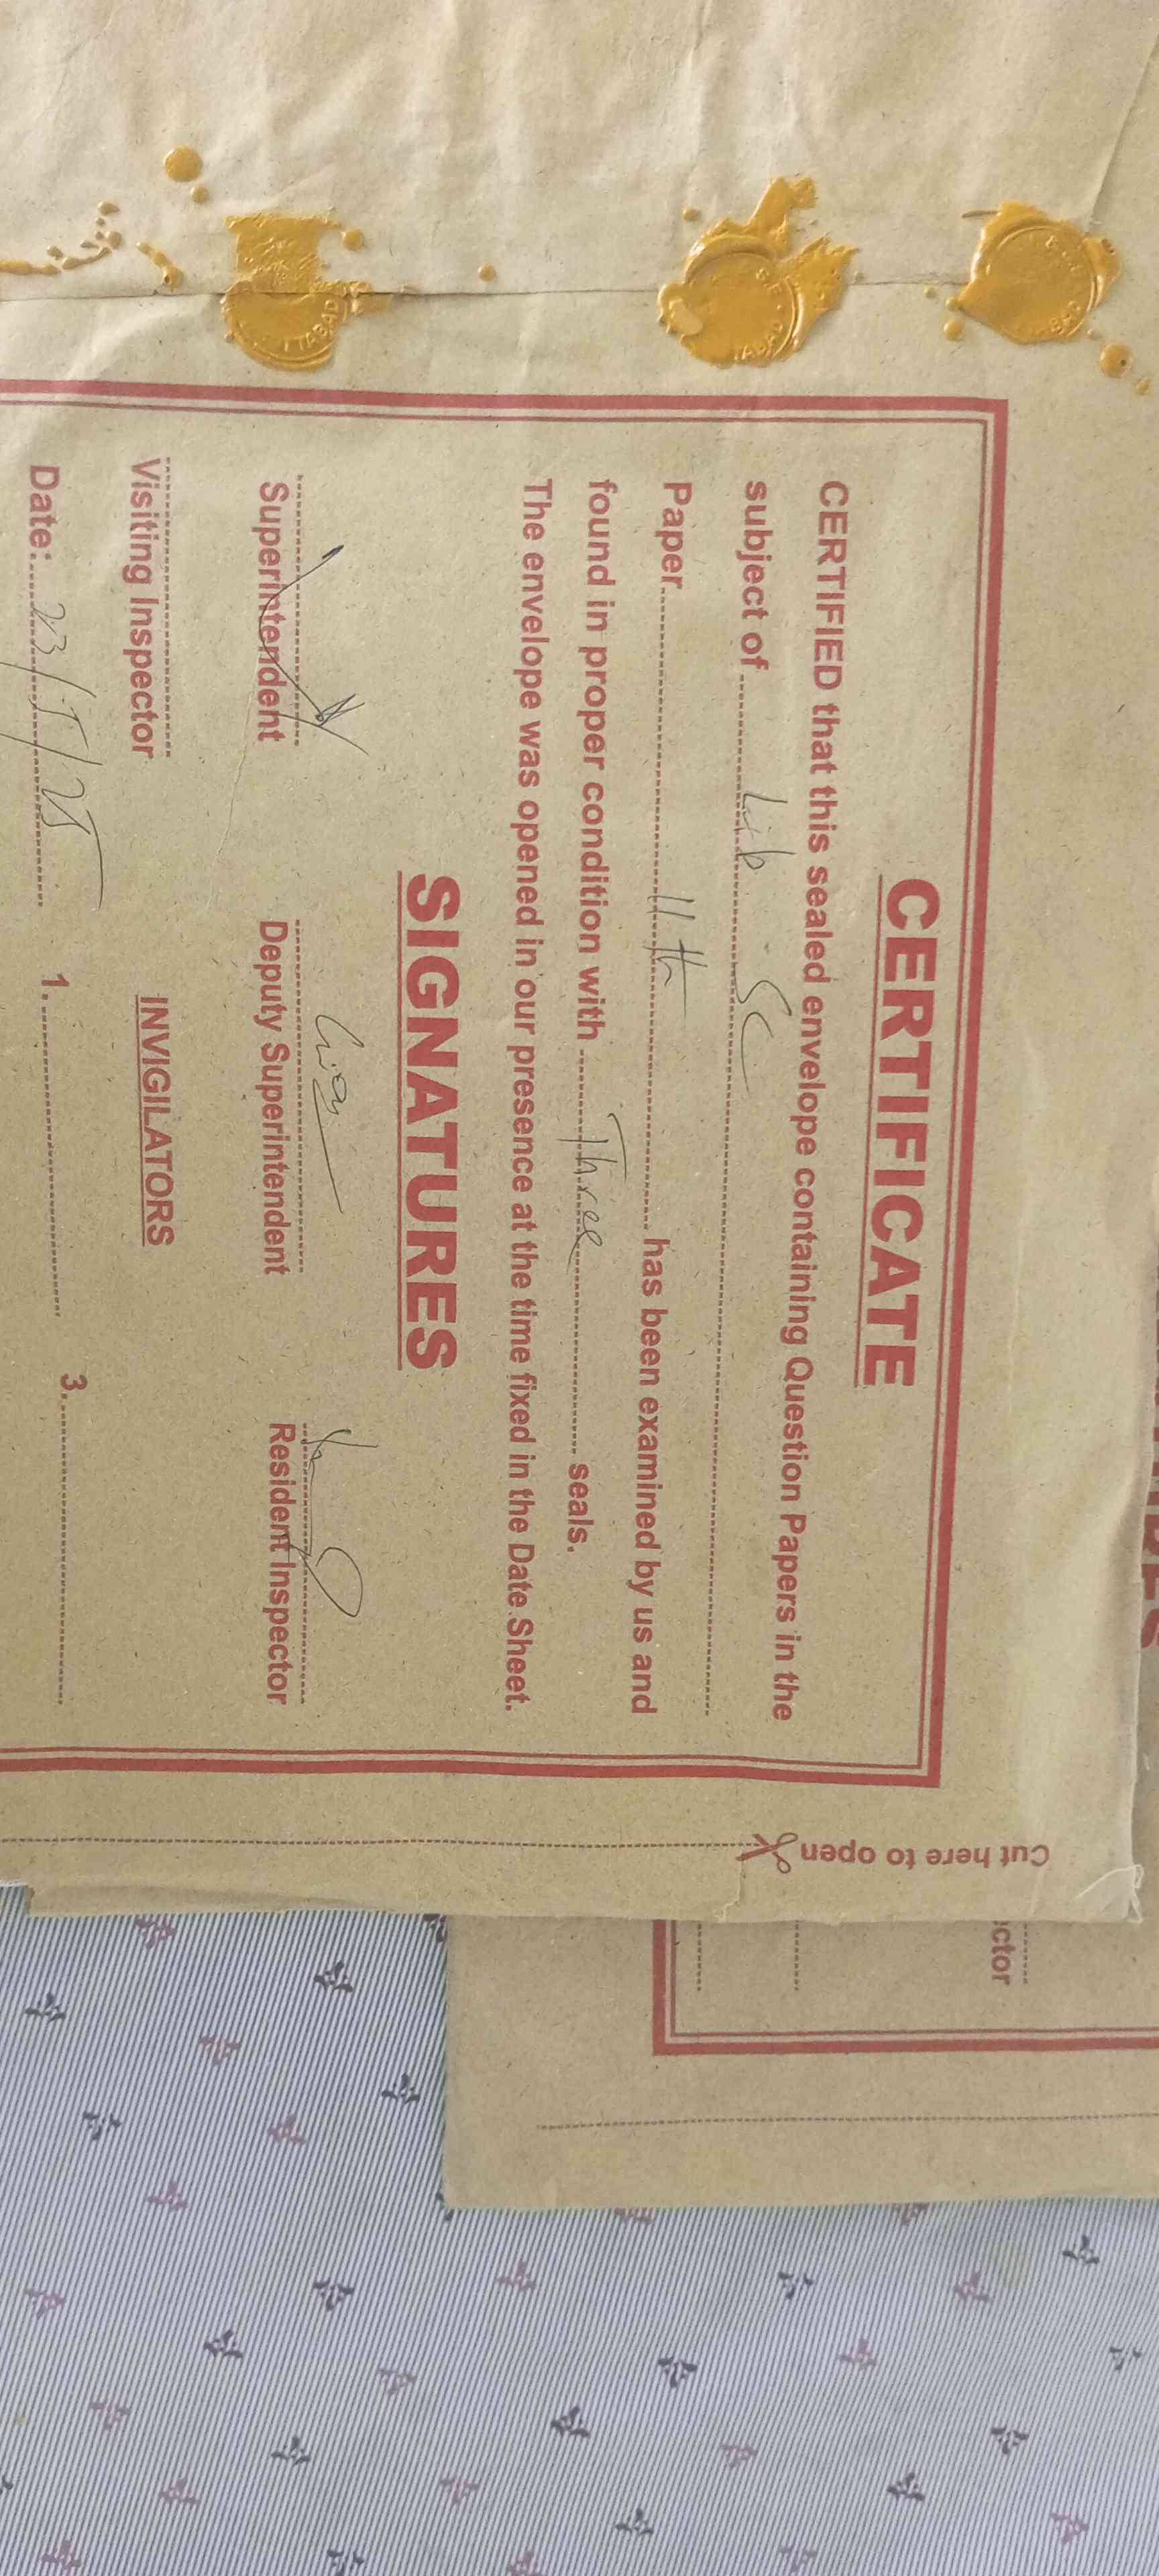 CERTIFICATE
CERTIFIED that this sealed envelope containing Question Papers in the
subject of Lib. Sc
Paper 11th has been examined by us and
found in proper condition with Three seals.
The envelope was opened in our presence at the time fixed in the Date Sheet.
SIGNATURES
Superintendent Deputy Superintendent Resident Inspector
Visiting Inspector INVIGILATORS
Date: 23/5/25 1. 3.
Cut here to open
ctor